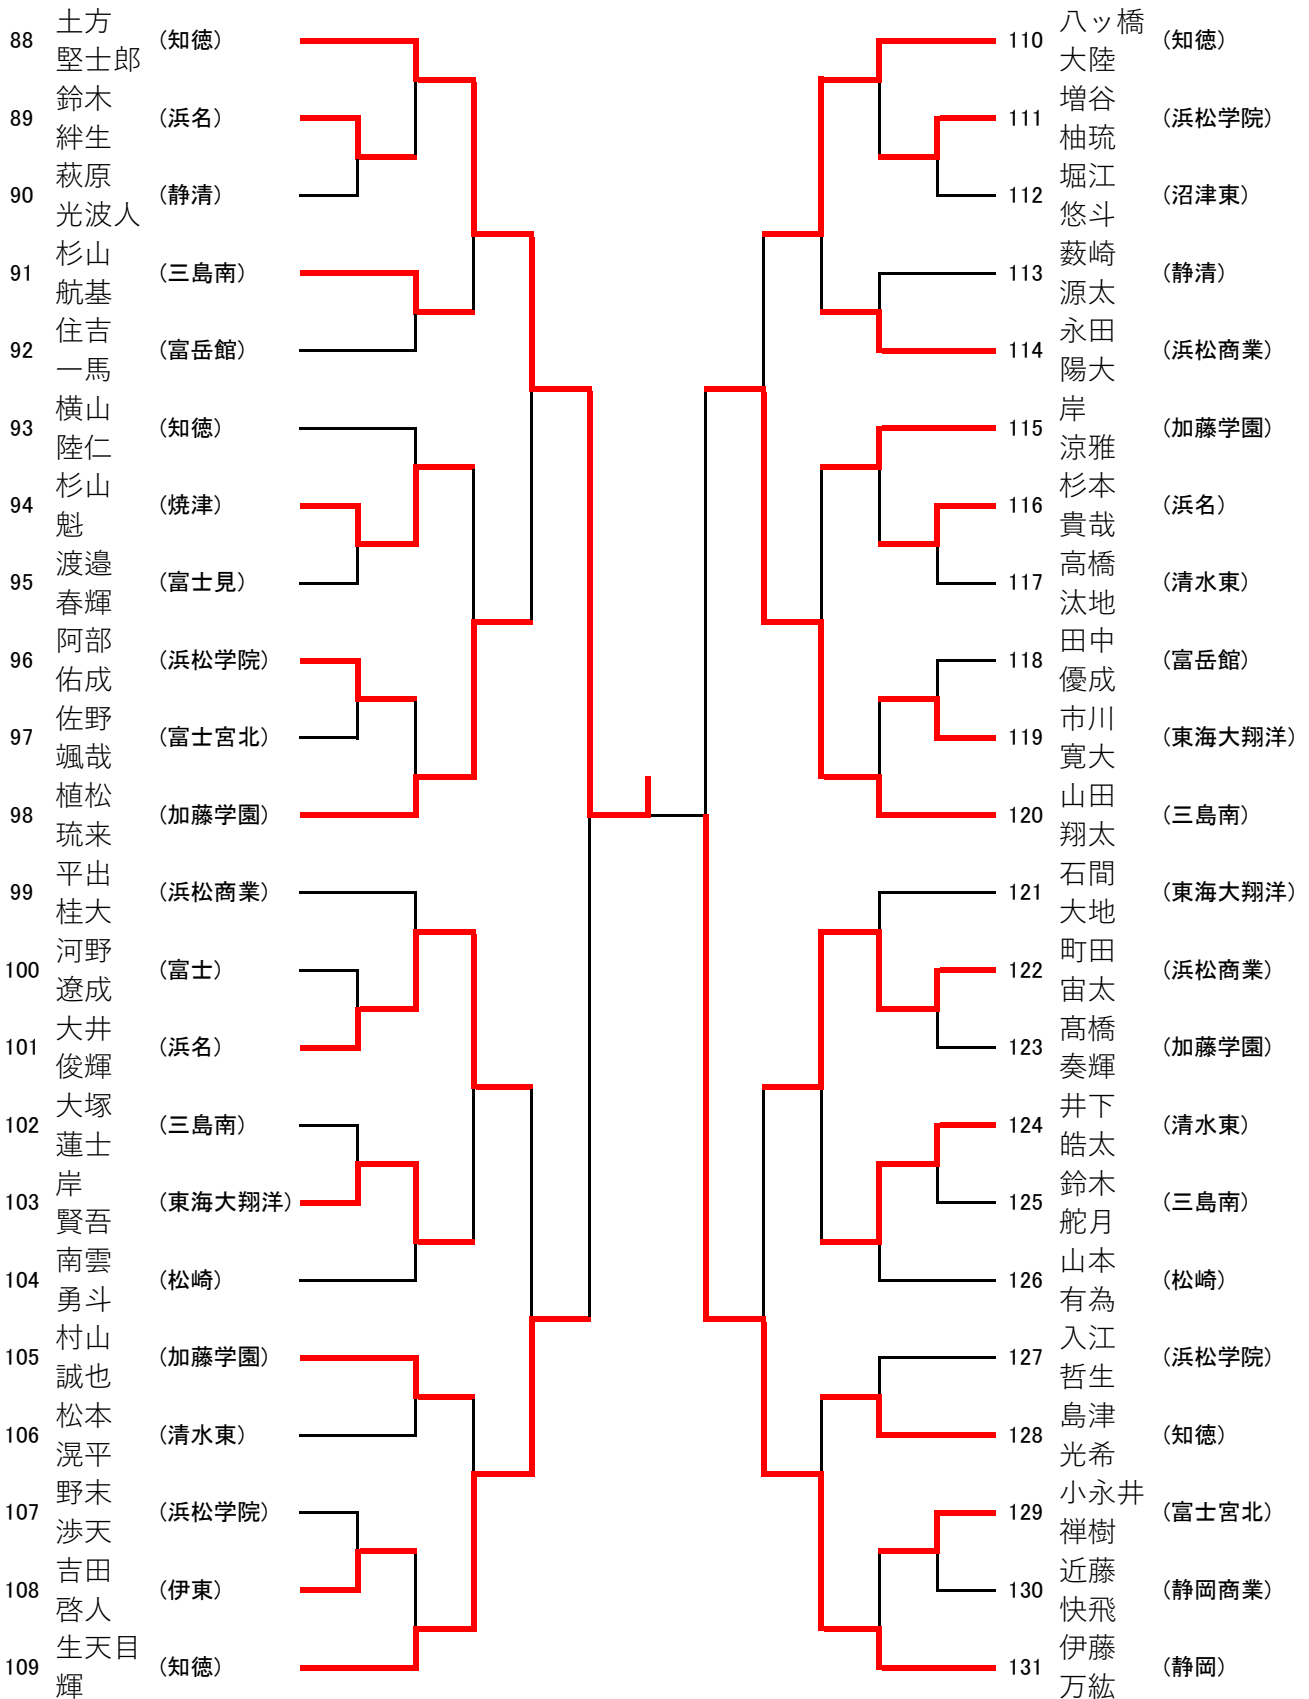 土方
88 (知徳)
堅士郎
鈴木
89 (浜名)
絆生
萩原
90 (静清)
光波人
杉山
91 (三島南)
航基
住吉
92 (富岳館)
一馬
横山
93 (知徳)
陸仁
杉山
94 (焼津)
魁
渡邉
95 (富士見)
春輝
阿部
96 (浜松学院)
佑成
佐野
97 (富士宮北)
颯哉
植松
98 (加藤学園)
琉来
平出
99 (浜松商業)
桂大
河野
100 (富士)
遼成
大井
101 (浜名)
俊輝
大塚
102 (三島南)
蓮士
岸
103 (東海大翔洋)
賢吾
南雲
104 (松崎)
勇斗
村山
105 (加藤学園)
誠也
松本
106 (清水東)
滉平
野末
107 (浜松学院)
渉天
吉田
108 (伊東)
啓人
生天目
109 (知徳)
輝
八ッ橋
110 (知徳)
大陸
増谷
111 (浜松学院)
柚琉
堀江
112 (沼津東)
悠斗
薮崎
113 (静清)
源太
永田
114 (浜松商業)
陽大
岸
115 (加藤学園)
涼雅
杉本
116 (浜名)
貴哉
高橋
117 (清水東)
汰地
田中
118 (富岳館)
優成
市川
119 (東海大翔洋)
寛大
山田
120 (三島南)
翔太
石間
121 (東海大翔洋)
大地
町田
122 (浜松商業)
宙太
髙橋
123 (加藤学園)
奏輝
井下
124 (清水東)
皓太
鈴木
125 (三島南)
舵月
山本
126 (松崎)
有為
入江
127 (浜松学院)
哲生
島津
128 (知徳)
光希
小永井
129 (富士宮北)
禅樹
近藤
130 (静岡商業)
快飛
伊藤
131 (静岡)
万紘